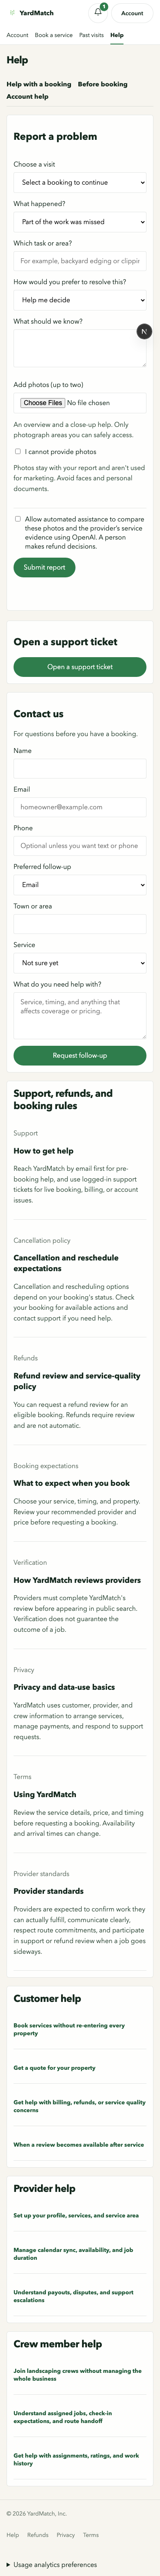 YardMatch
1
Account
Account
Book a service
Past visits
Help
Help
Help with a booking
Before booking
Account help
Report a problem
Choose a visit
Select a booking to continue
What happened?
Part of the work was missed
Which task or area?
For example, backyard edging or clippin
How would you prefer to resolve this?
Help me decide
What should we know?
Add photos (up to two)
Choose Files No file chosen
An overview and a close-up help. Only
photograph areas you can safely access.
I cannot provide photos
Photos stay with your report and aren't used
for marketing. Avoid faces and personal
documents.
Allow automated assistance to compare
these photos and the provider's service
evidence using OpenAI. A person
makes refund decisions.
Submit report
Open a support ticket
Open a support ticket
Contact us
For questions before you have a booking.
Name
Email
homeowner@example.com
Phone
Optional unless you want text or phone
Preferred follow-up
Email
Town or area
Service
Not sure yet
What do you need help with?
Service, timing, and anything that
affects coverage or pricing.
Request follow-up
Support, refunds, and
booking rules
Support
How to get help
Reach YardMatch by email first for pre-
booking help, and use logged-in support
tickets for live booking, billing, or account
issues.
Cancellation policy
Cancellation and reschedule
expectations
Cancellation and rescheduling options
depend on your booking's status. Check
your booking for available actions and
contact support if you need help.
Refunds
Refund review and service-quality
policy
You can request a refund review for an
eligible booking. Refunds require review
and are not automatic.
Booking expectations
What to expect when you book
Choose your service, timing, and property.
Review your recommended provider and
price before requesting a booking.
Verification
How YardMatch reviews providers
Providers must complete YardMatch's
review before appearing in public search.
Verification does not guarantee the
outcome of a job.
Privacy
Privacy and data-use basics
YardMatch uses customer, provider, and
crew information to arrange services,
manage payments, and respond to support
requests.
Terms
Using YardMatch
Review the service details, price, and timing
before requesting a booking. Availability
and arrival times can change.
Provider standards
Provider standards
Providers are expected to confirm work they
can actually fulfill, communicate clearly,
respect route commitments, and participate
in support or refund review when a job goes
sideways.
Customer help
Book services without re-entering every
property
Get a quote for your property
Get help with billing, refunds, or service quality
concerns
When a review becomes available after service
Provider help
Set up your profile, services, and service area
Manage calendar sync, availability, and job
duration
Understand payouts, disputes, and support
escalations
Crew member help
Join landscaping crews without managing the
whole business
Understand assigned jobs, check-in
expectations, and route handoff
Get help with assignments, ratings, and work
history
© 2026 YardMatch, Inc.
Help
Refunds
Privacy
Terms
Usage analytics preferences